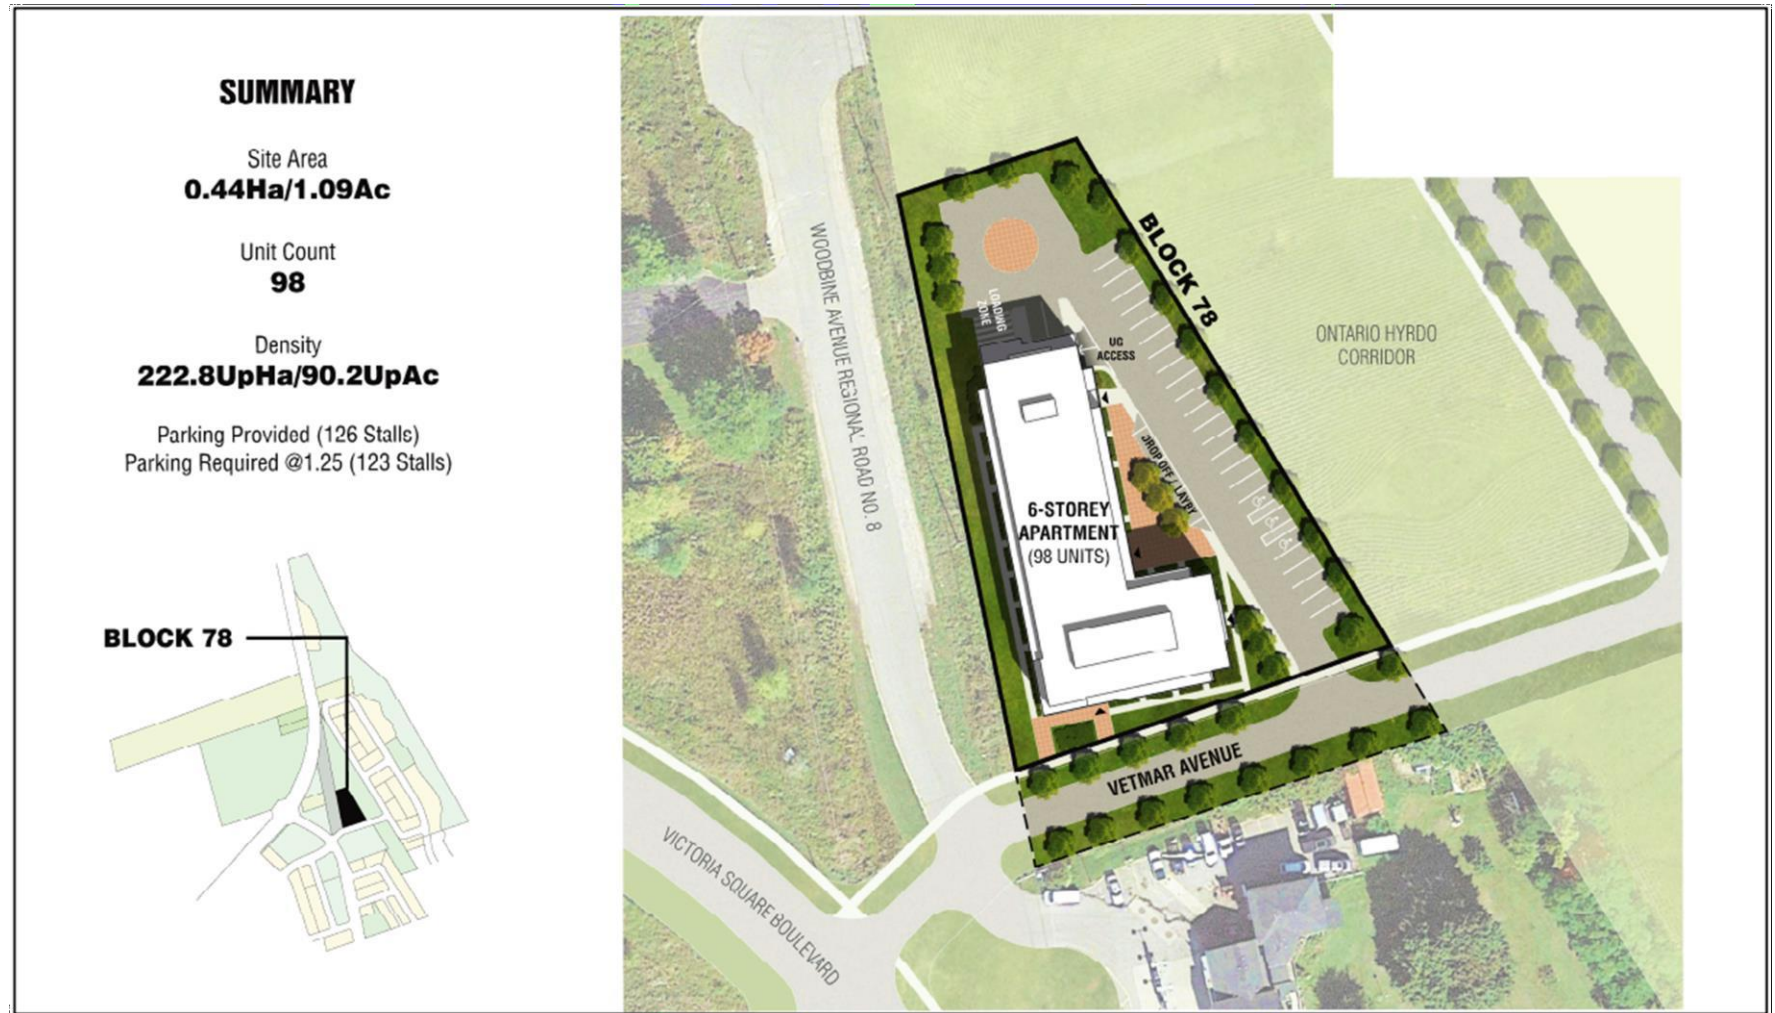 SUMMARY
Site Area
0.44Ha/1.09Ac
Unit Count
98
Density
222.8UpHa/90.2UpAc
Parking Provided (126 Stalls)
Parking Required @1.25 (123 Stalls)
BLOCK 78
WOODBINE AVENUE REGIONAL ROAD NO. 8
BLOCK 78
LOADING
ZONE
UG
ACCESS
ONTARIO HYRDO
CORRIDOR
DROP OFF / LAYBY
6-STOREY
APARTMENT
(98 UNITS)
VETMAR AVENUE
VICTORIA SQUARE BOULEVARD